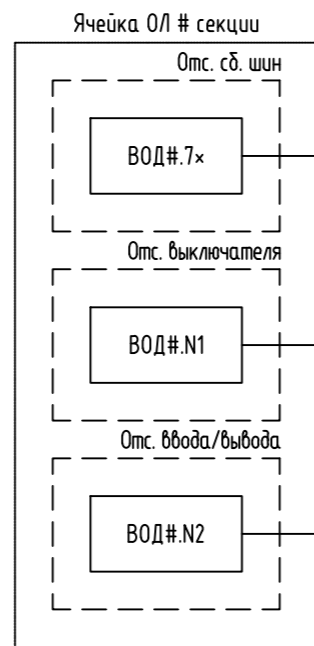 Ячейка ОЛ # секции
Отс. сб. шин
ВОД#.7×
Отс. выключателя
ВОД#.N1
Отс. ввода/вывода
ВОД#.N2